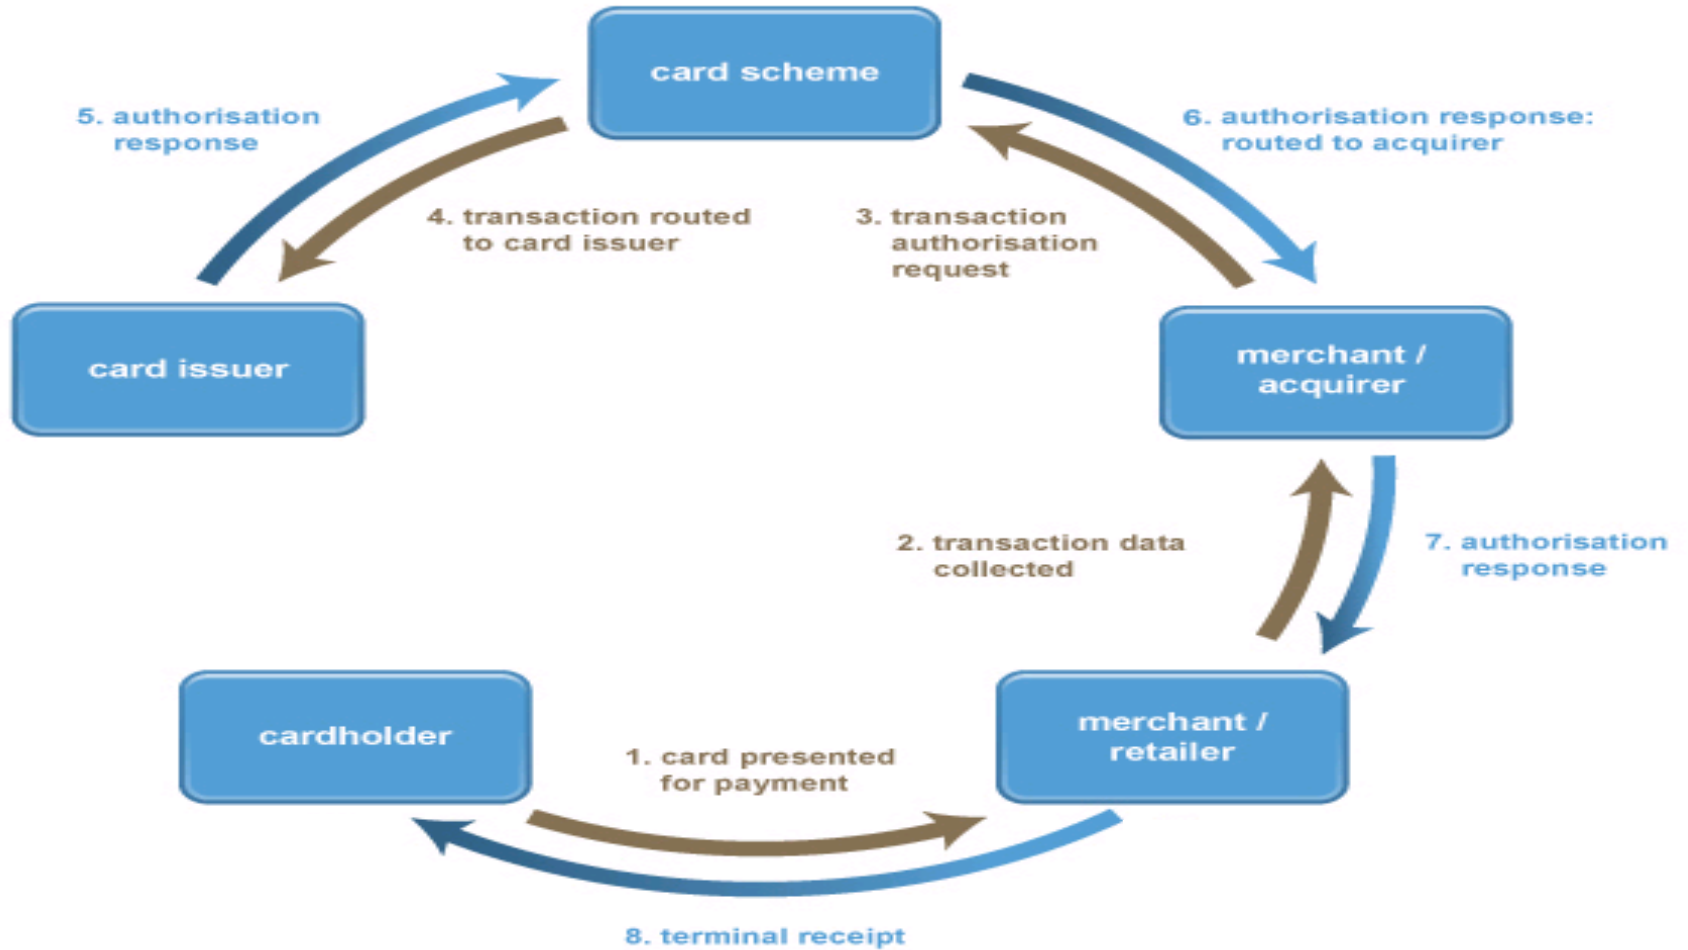 card scheme
5. authorisation
response
6. authorisation response:
routed to acquirer
4. transaction routed
to card issuer
3. transaction
authorisation
request
card issuer
merchant /
acquirer
2. transaction data
collected
7. authorisation
response
cardholder
1. card presented
for payment
merchant /
retailer
8. terminal receipt